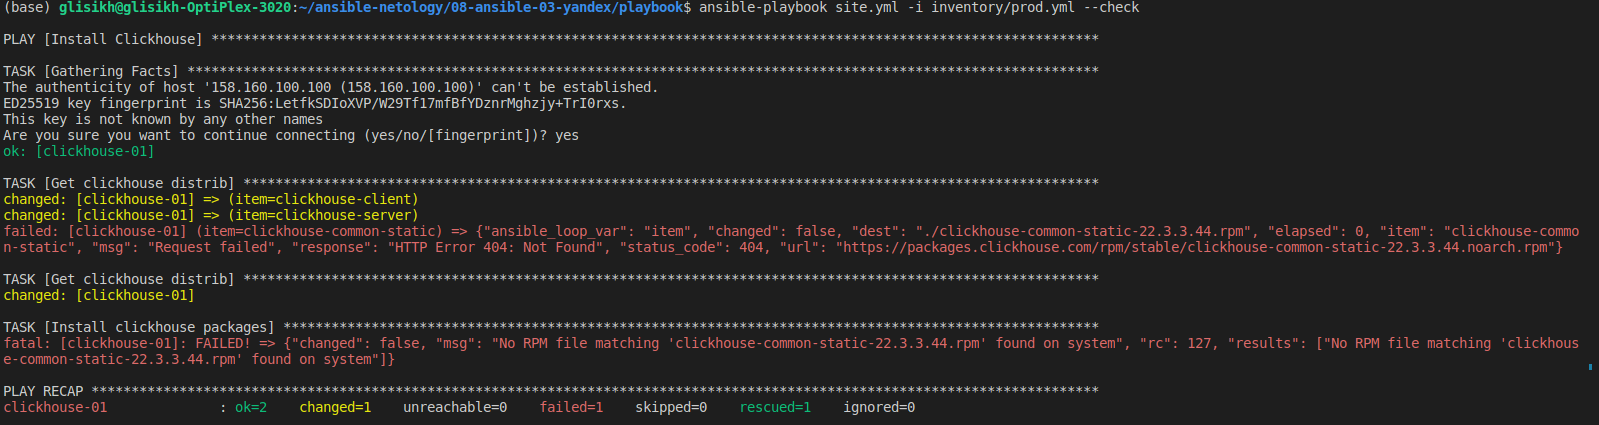 (base) glisikh@glisikh-OptiPlex-3020:~/ansible-netology/08-ansible-03-yandex/playbook$ ansible-playbook site.yml -i inventory/prod.yml --check
PLAY [Install Clickhouse] ***************************************************************************************************************
TASK [Gathering Facts] ******************************************************************************************************************
The authenticity of host '158.160.100.100 (158.160.100.100)' can't be established.
ED25519 key fingerprint is SHA256:LetfkSDIoXVP/W29Tf17mfBfYDznrMghzjy+TrI0rxs.
This key is not known by any other names
Are you sure you want to continue connecting (yes/no/[fingerprint])? yes
ok: [clickhouse-01]
TASK [Get clickhouse distrib] ***********************************************************************************************************
changed: [clickhouse-01] => (item=clickhouse-client)
changed: [clickhouse-01] => (item=clickhouse-server)
failed: [clickhouse-01] (item=clickhouse-common-static) => {"ansible_loop_var": "item", "changed": false, "dest": "./clickhouse-common-static-22.3.3.44.rpm", "elapsed": 0, "item": "clickhouse-commo
n-static", "msg": "Request failed", "response": "HTTP Error 404: Not Found", "status_code": 404, "url": "https://packages.clickhouse.com/rpm/stable/clickhouse-common-static-22.3.3.44.noarch.rpm"}
TASK [Get clickhouse distrib] ***********************************************************************************************************
changed: [clickhouse-01]
TASK [Install clickhouse packages] ******************************************************************************************************
fatal: [clickhouse-01]: FAILED! => {"changed": false, "msg": "No RPM file matching 'clickhouse-common-static-22.3.3.44.rpm' found on system", "rc": 127, "results": ["No RPM file matching 'clickhous
e-common-static-22.3.3.44.rpm' found on system"]}
PLAY RECAP ******************************************************************************************************************************
clickhouse-01              : ok=2    changed=1    unreachable=0    failed=1    skipped=0    rescued=1    ignored=0